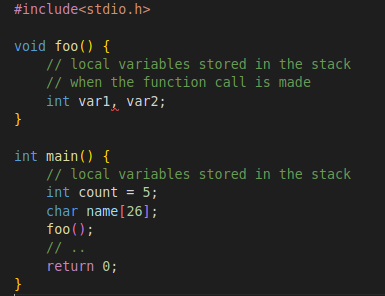 #include<stdio.h>
void foo() {
    // local variables stored in the stack
    // when the function call is made
    int var1, var2;
}
int main() {
    // local variables stored in the stack
    int count = 5;
    char name[26];
    foo();
    // ..
    return 0;
}